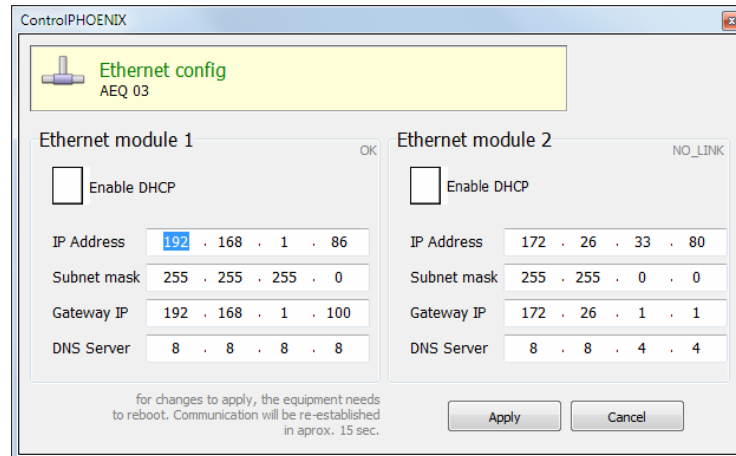 ControlPHOENIX
Ethernet config
AEQ 03
Ethernet module 1
OK
Enable DHCP
IP Address 192 . 168 . 1 . 86
Subnet mask 255 . 255 . 255 . 0
Gateway IP 192 . 168 . 1 . 100
DNS Server 8 . 8 . 8 . 8
Ethernet module 2
NO_LINK
Enable DHCP
IP Address 172 . 26 . 33 . 80
Subnet mask 255 . 255 . 0 . 0
Gateway IP 172 . 26 . 1 . 1
DNS Server 8 . 8 . 4 . 4
for changes to apply, the equipment needs
to reboot. Communication will be re-established
in aprox. 15 sec.
Apply
Cancel